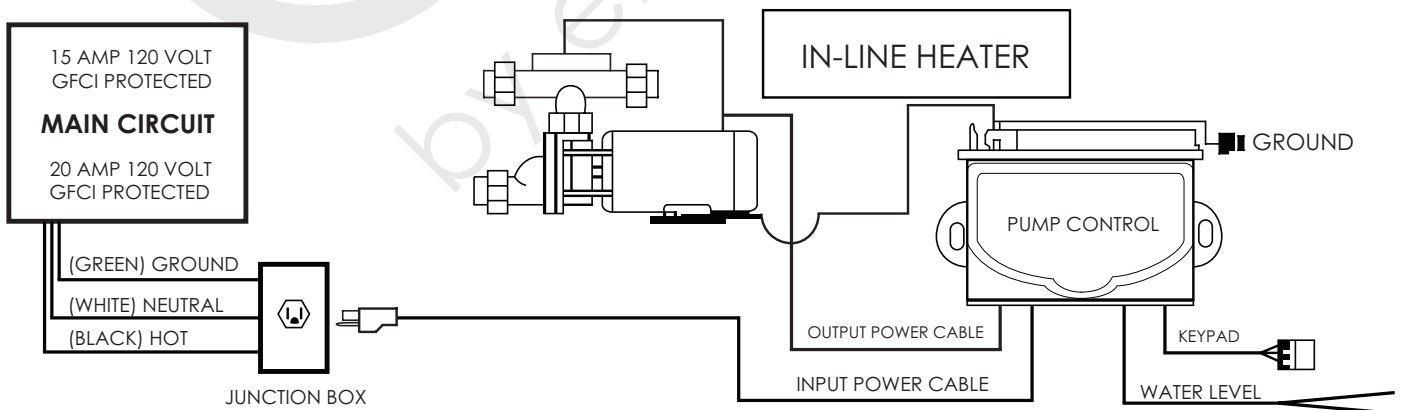 15 AMP 120 VOLT
GFCI PROTECTED
MAIN CIRCUIT
20 AMP 120 VOLT
GFCI PROTECTED
(GREEN) GROUND
(WHITE) NEUTRAL
(BLACK) HOT
JUNCTION BOX
IN-LINE HEATER
GROUND
PUMP CONTROL
OUTPUT POWER CABLE
INPUT POWER CABLE
KEYPAD
WATER LEVEL
by